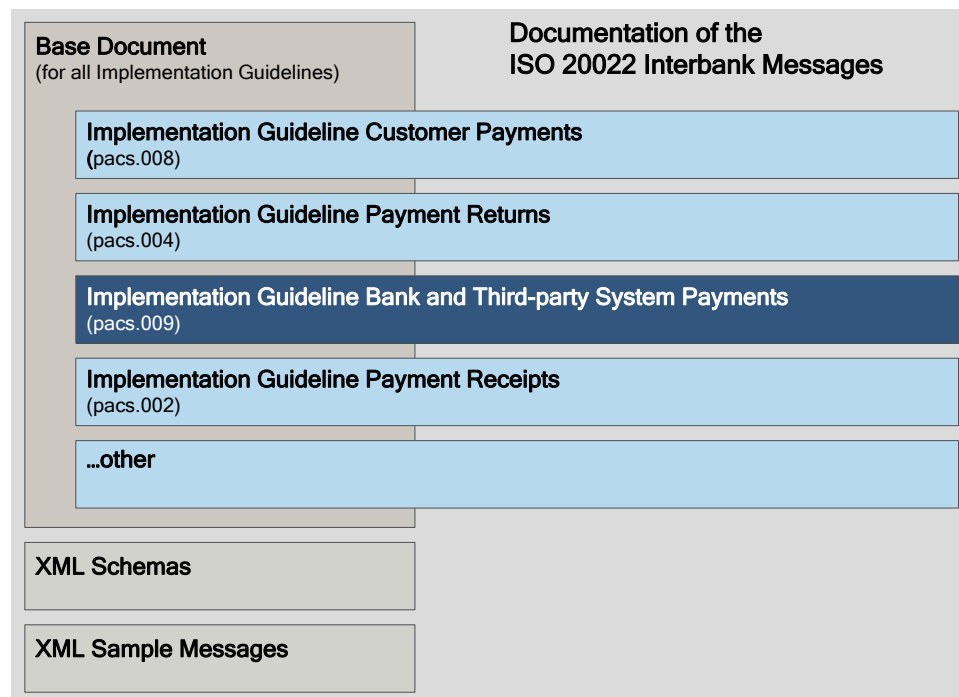 Base Document
(for all Implementation Guidelines)
Documentation of the
ISO 20022 Interbank Messages
Implementation Guideline Customer Payments
(pacs.008)
Implementation Guideline Payment Returns
(pacs.004)
Implementation Guideline Bank and Third-party System Payments
(pacs.009)
Implementation Guideline Payment Receipts
(pacs.002)
...other
XML Schemas
XML Sample Messages